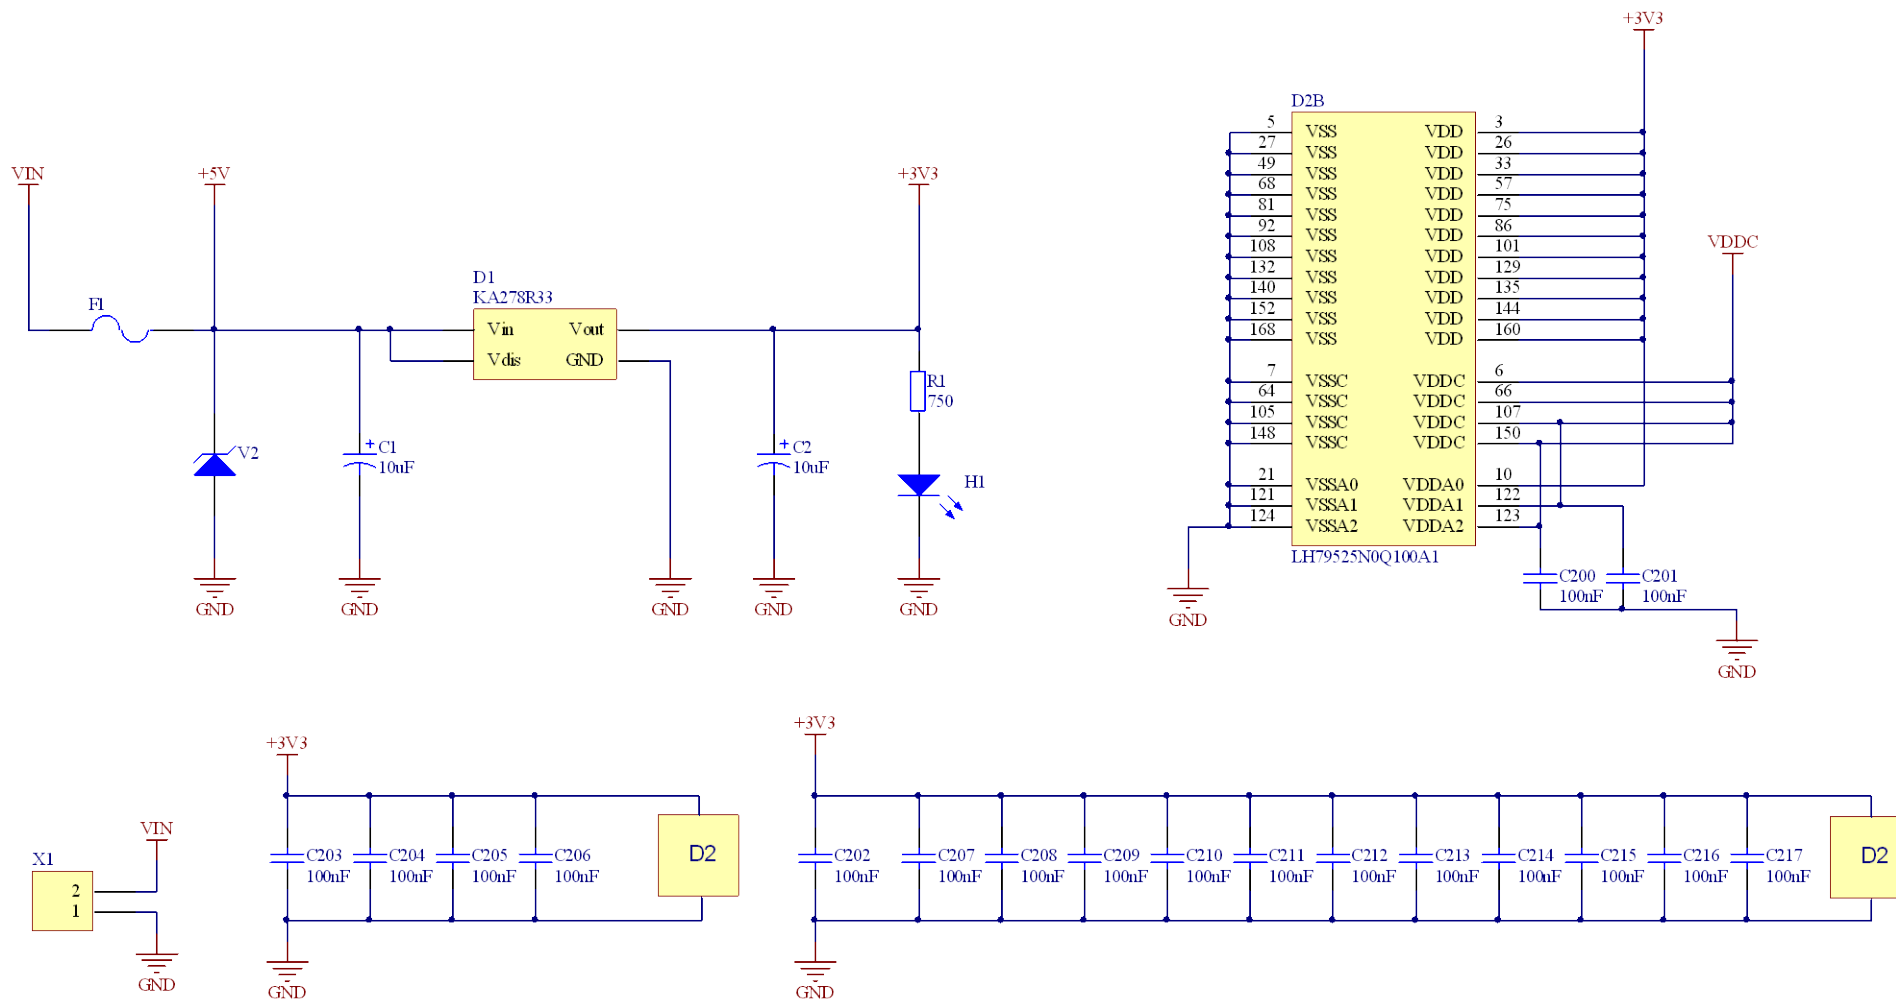 VIN
+5V
F1
D1
KA278R33
Vin Vout
Vdis GND
+3V3
V2
+ C1
10uF
+ C2
10uF
R1
750
H1
GND
GND
GND
GND
GND
+3V3
D2B
5 VSS VDD 3
27 VSS VDD 26
49 VSS VDD 33
68 VSS VDD 57
81 VSS VDD 75
92 VSS VDD 86
108 VSS VDD 101
132 VSS VDD 129
140 VSS VDD 135
152 VSS VDD 144
168 VSS VDD 160
7 VSSC VDDC 6
64 VSSC VDDC 66
105 VSSC VDDC 107
148 VSSC VDDC 150
21 VSSA0 VDDA0 10
121 VSSA1 VDDA1 122
124 VSSA2 VDDA2 123
LH79525N0Q100A1
VDDC
C200
100nF
C201
100nF
GND
GND
X1
2
1
VIN
GND
+3V3
C203
100nF
C204
100nF
C205
100nF
C206
100nF
D2
GND
+3V3
C202
100nF
C207
100nF
C208
100nF
C209
100nF
C210
100nF
C211
100nF
C212
100nF
C213
100nF
C214
100nF
C215
100nF
C216
100nF
C217
100nF
D2
GND